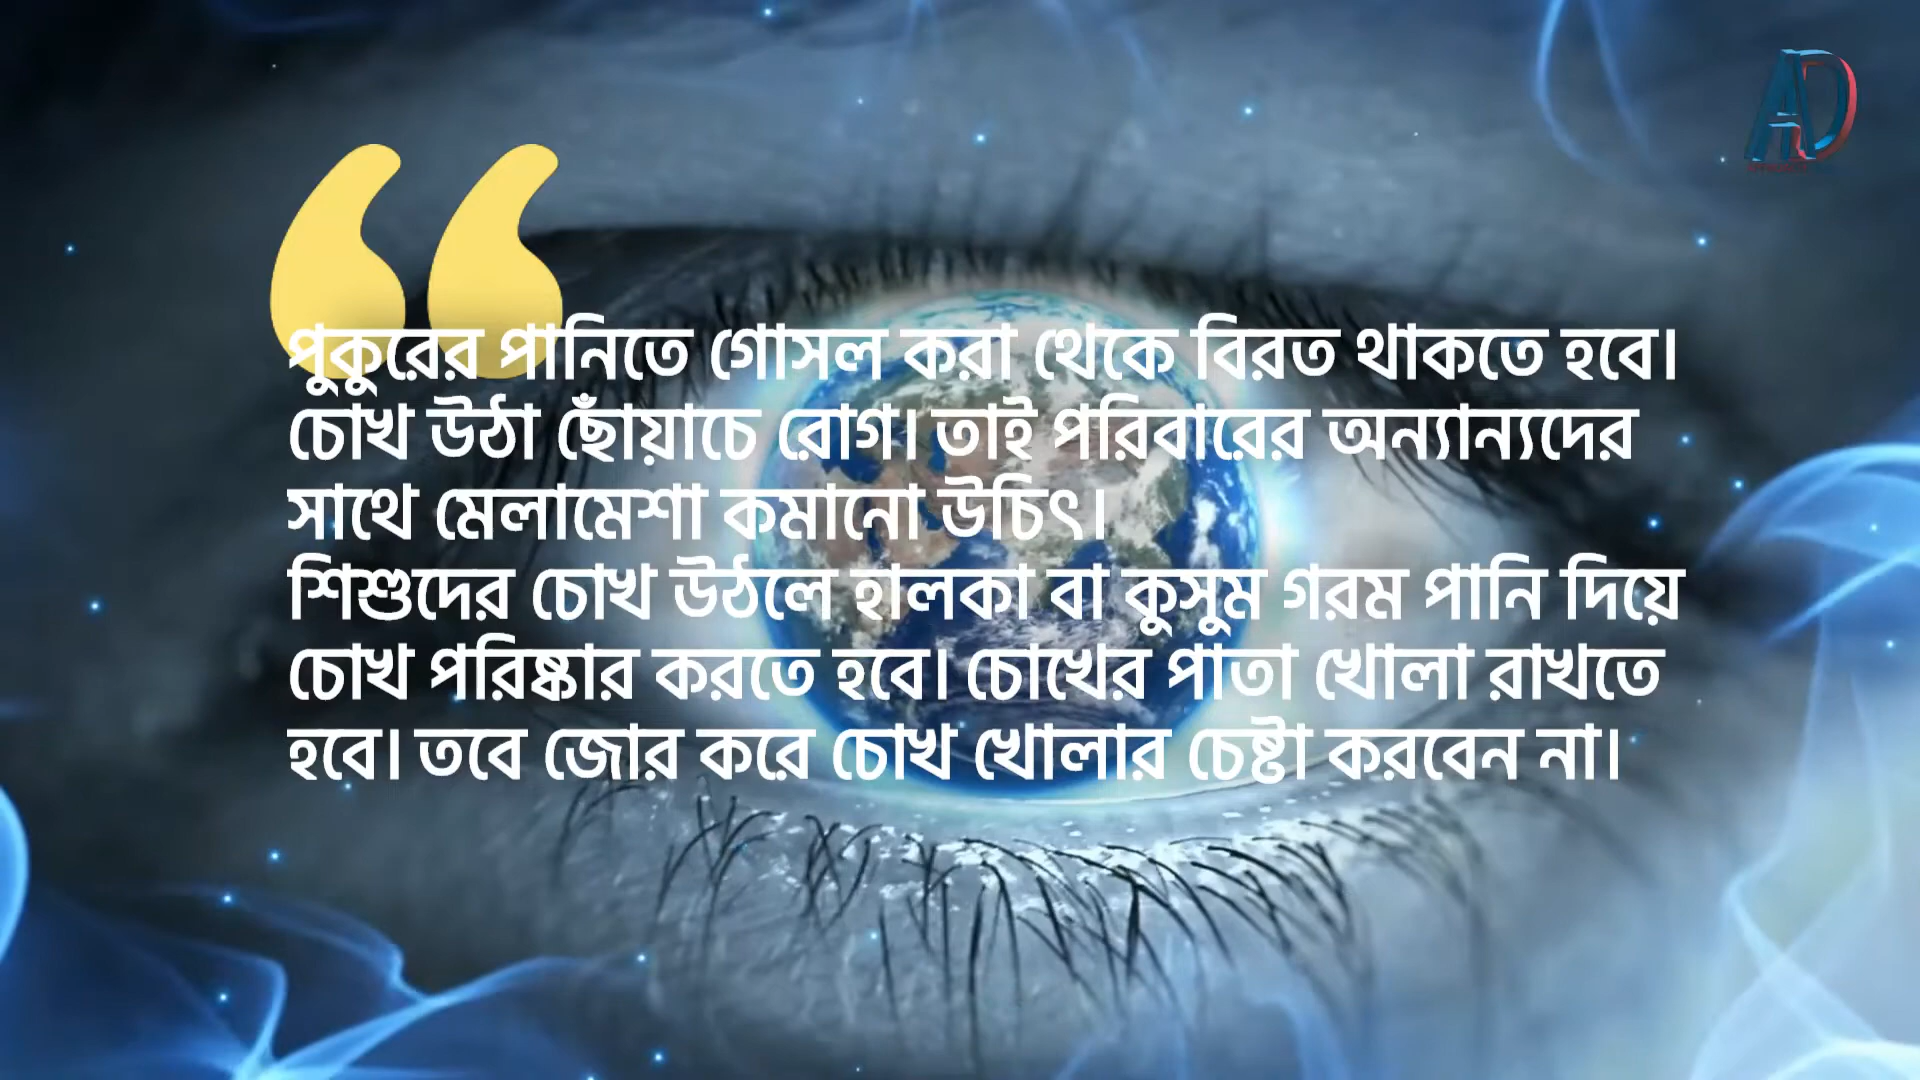 পুকুরের পানিতে গোসল করা থেকে বিরত থাকতে হবে।
চোখ উঠা ছোঁয়াচে রোগ। তাই পরিবারের অন্যান্যদের
সাথে মেলামেশা কমানো উচিৎ।
শিশুদের চোখ উঠলে হালকা বা কুসুম গরম পানি দিয়ে
চোখ পরিষ্কার করতে হবে। চোখের পাতা খোলা রাখতে
হবে। তবে জোর করে চোখ খোলার চেষ্টা করবেন না।
AD